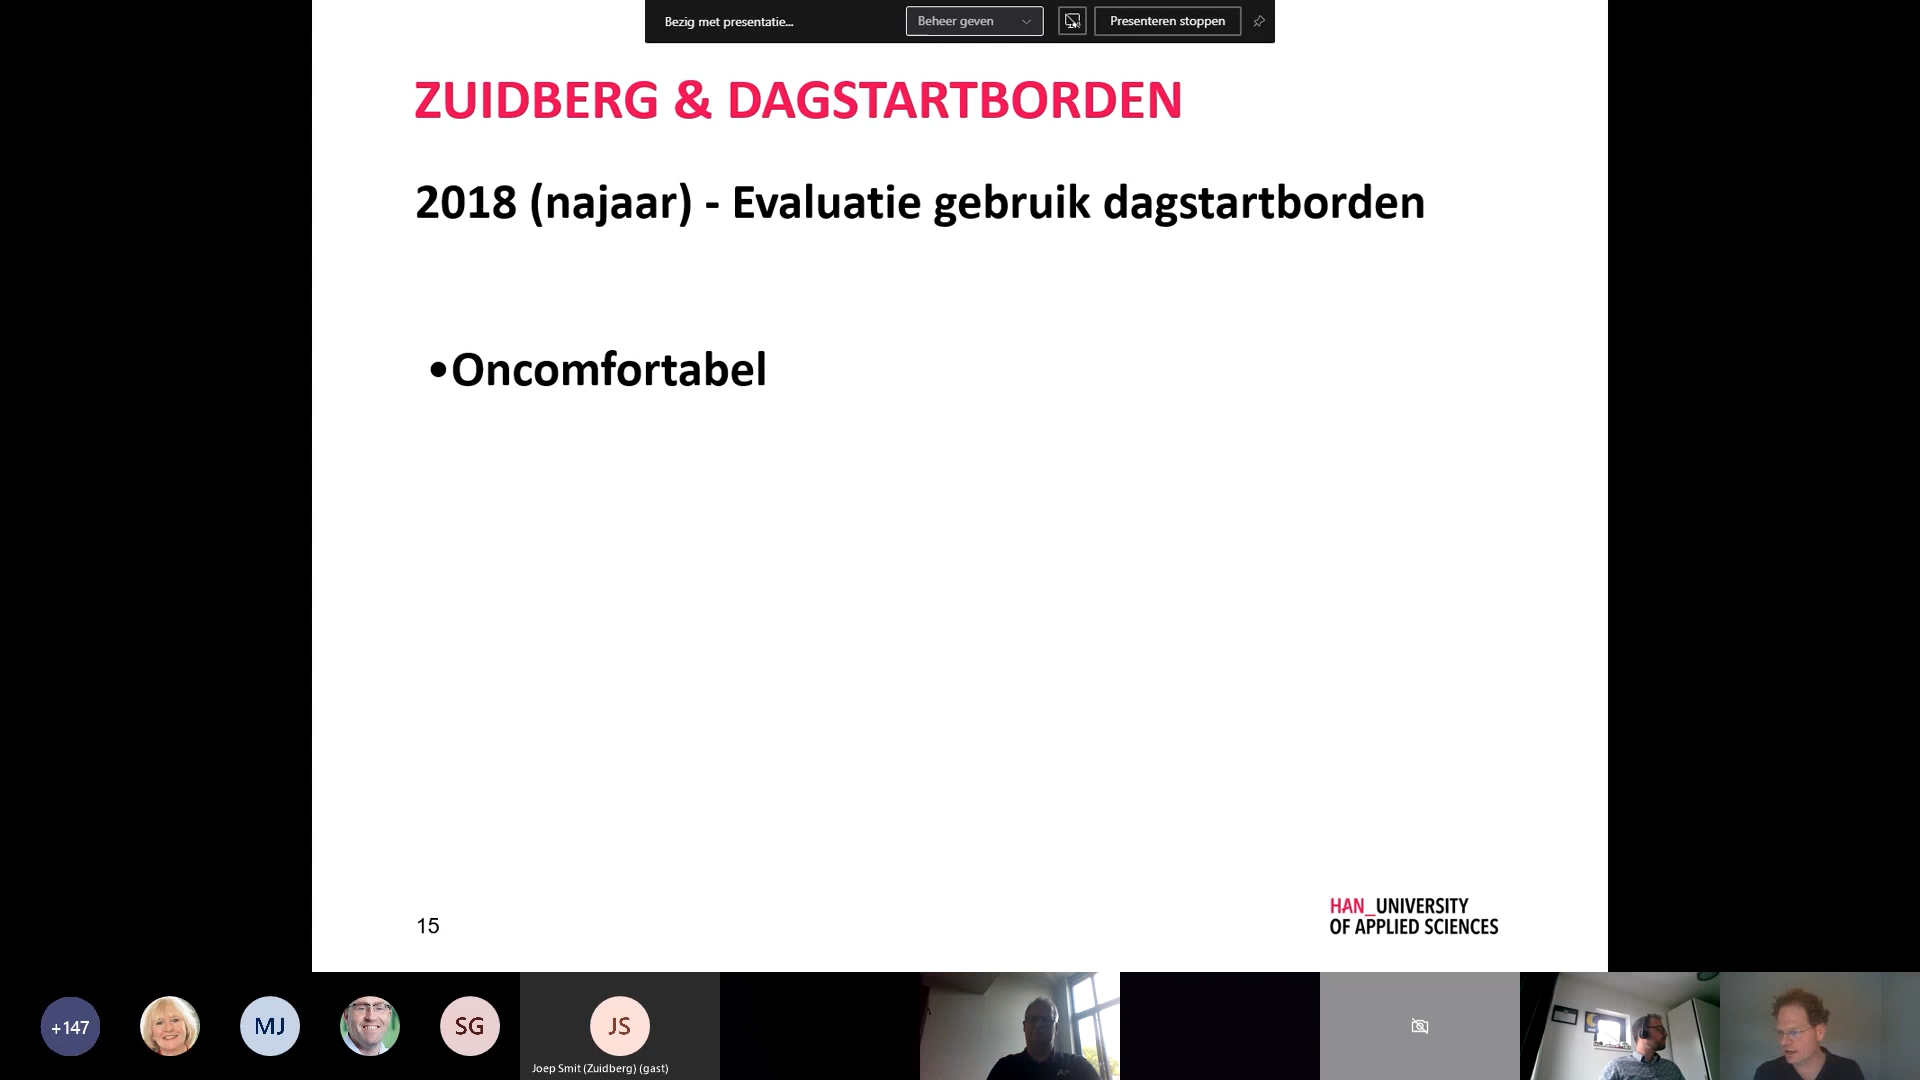 Bezig met presentatie...
Beheer geven
Presenteren stoppen
ZUIDBERG & DAGSTARTBORDEN
2018 (najaar) - Evaluatie gebruik dagstartborden
•Oncomfortabel
15
HAN_UNIVERSITY
OF APPLIED SCIENCES
+147
MJ
SG
JS
Joep Smit (Zuidberg) (gast)